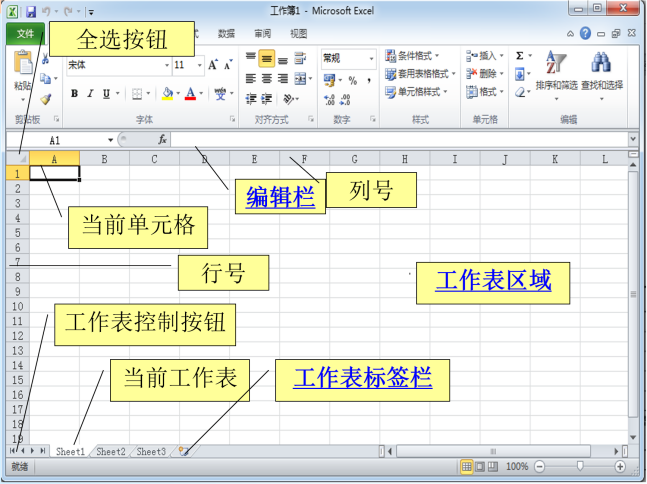 工作簿1 - Microsoft Excel
文件
数据
审阅
视图
全选按钮
粘贴
宋体
11
常规
条件格式
套用表格格式
单元格样式
插入
删除
格式
排序和筛选
查找和选择
剪贴板
字体
对齐方式
数字
样式
单元格
编辑
A1
fx
A B C D E F G H I J K L
1
2
3
4
5
6
7
8
9
10
11
12
13
14
15
16
17
18
19
编辑栏
列号
当前单元格
行号
工作表区域
工作表控制按钮
当前工作表
工作表标签栏
Sheet1 Sheet2 Sheet3
就绪
100%